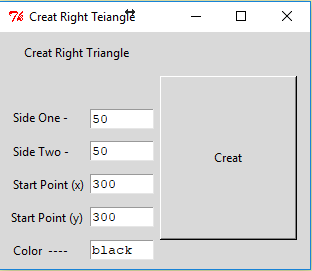 Creat Right Teiangle
Creat Right Triangle
Side One - 50
Side Two - 50
Start Point (x) 300
Start Point (y) 300
Color ---- black
Creat